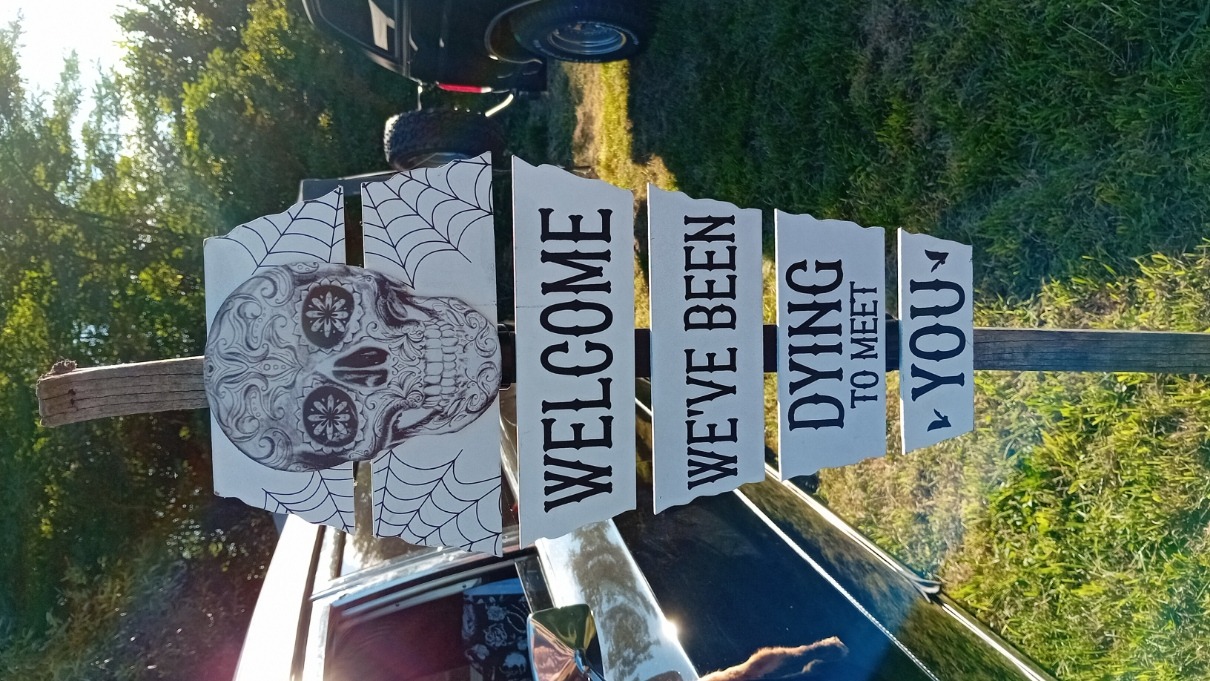 WELCOME
WE'VE BEEN
DYING
TO MEET
YOU